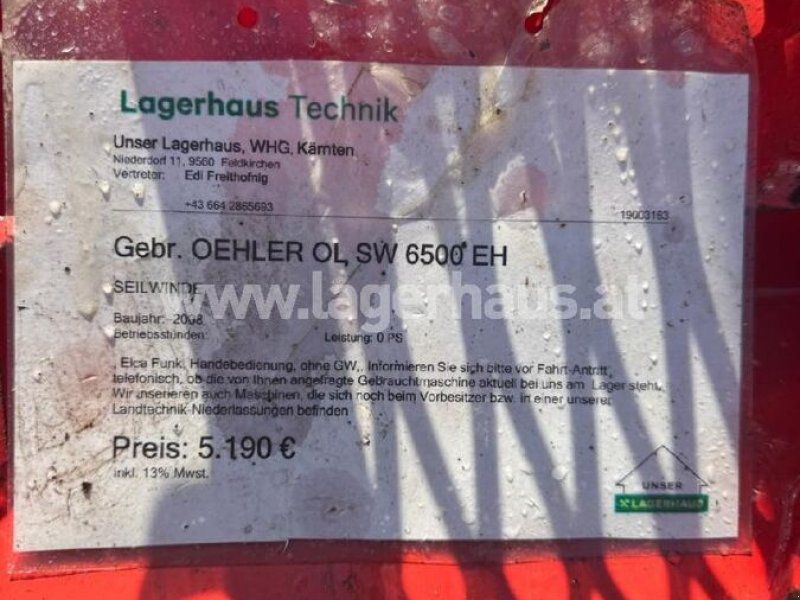 Lagerhaus Technik
Unser Lagerhaus, WHG, Kärnten
Niederdorf 11, 9560 Feldkirchen
Vertreter: Edi Freithofnig
+43 664 2865693
19003163
Gebr. OEHLER OL SW 6500 EH
SEILWINDE
www.lagerhaus.at
Baujahr: 2008
Betriebsstunden: Leistung: 0 PS
, Elca Funk, Handebedienung, ohne GW,, Informieren Sie sich bitte vor Fahrt-Antritt,
telefonisch, ob die von Ihnen angefragte Gebrauchtmaschine aktuell bei uns am Lager steht.
Wir inserieren auch Maschinen, die sich noch beim Vorbesitzer bzw. in einer unserer
Landtechnik-Niederlassungen befinden
Preis: 5.190 €
inkl. 13% Mwst.
UNSER
LAGERHAUS